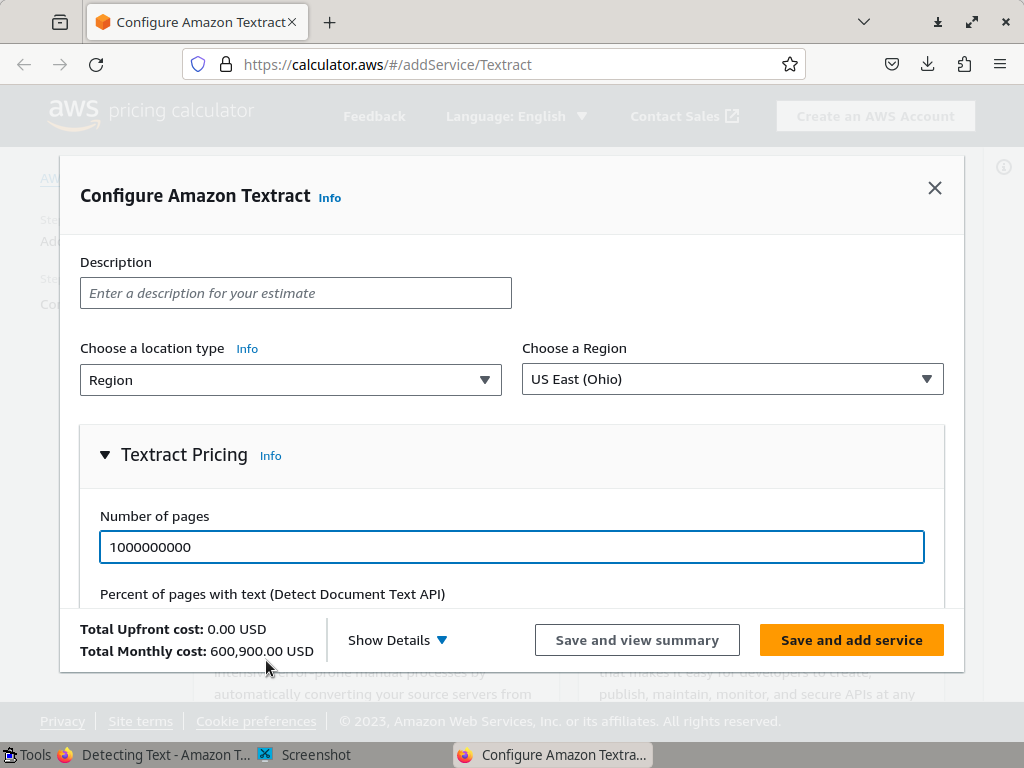 Configure Amazon Textract
https://calculator.aws/#/addService/Textract
aws pricing calculator
Feedback
Language: English
Contact Sales
Create an AWS Account
AW
Configure Amazon Textract Info
Ste
Add
Description
Enter a description for your estimate
Ste
Con
Choose a location type Info
Choose a Region
Region
US East (Ohio)
Textract Pricing Info
Number of pages
1000000000
Percent of pages with text (Detect Document Text API)
Total Upfront cost: 0.00 USD
Total Monthly cost: 600,900.00 USD
Show Details
Save and view summary
Save and add service
intensive error-prone manual processes by
automatically converting your source servers from
that makes it easy for developers to create,
publish, maintain, monitor, and secure APIs at any
Privacy
Site terms
Cookie preferences
© 2023, Amazon Web Services, Inc. or its affiliates. All rights reserved.
Tools
Detecting Text - Amazon T...
Screenshot
Configure Amazon Textra...